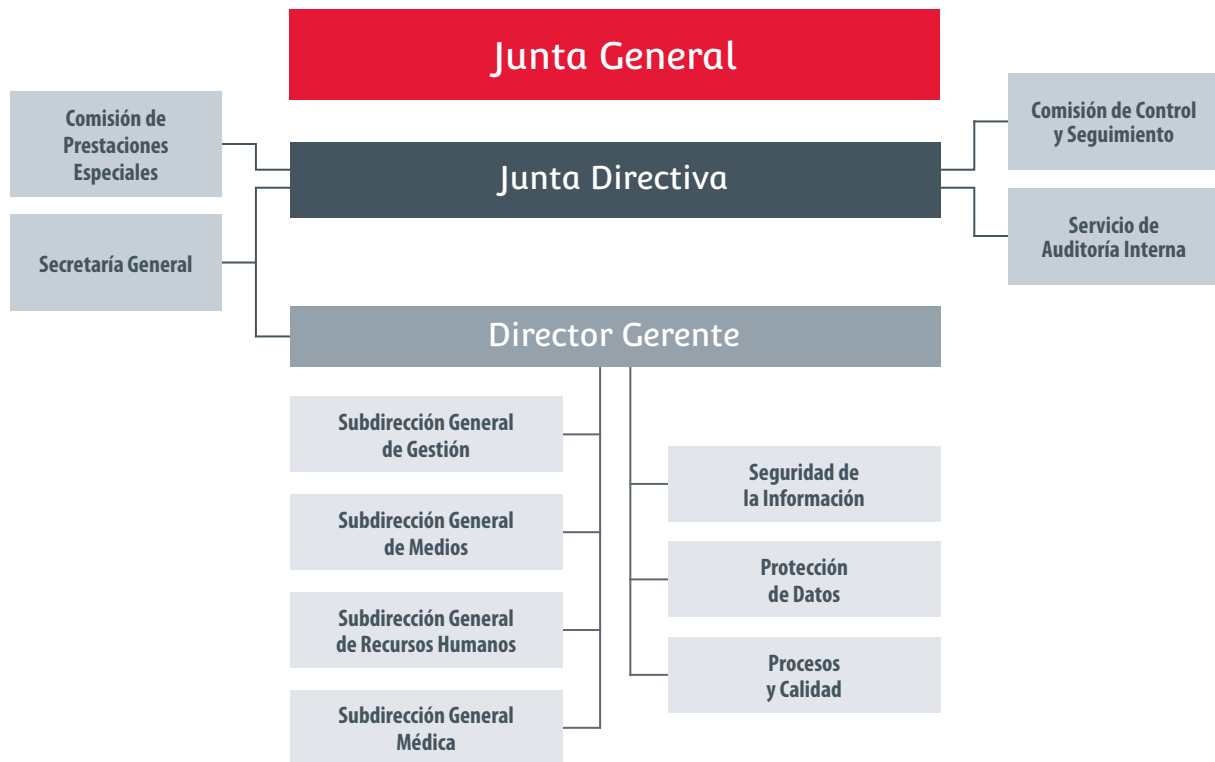 Junta General
Comisión de
Prestaciones
Especiales
Comisión de Control
y Seguimiento
Junta Directiva
Secretaría General
Servicio de
Auditoría Interna
Director Gerente
Subdirección General
de Gestión
Subdirección General
de Medios
Subdirección General
de Recursos Humanos
Subdirección General
Médica
Seguridad de
la Información
Protección
de Datos
Procesos
y Calidad